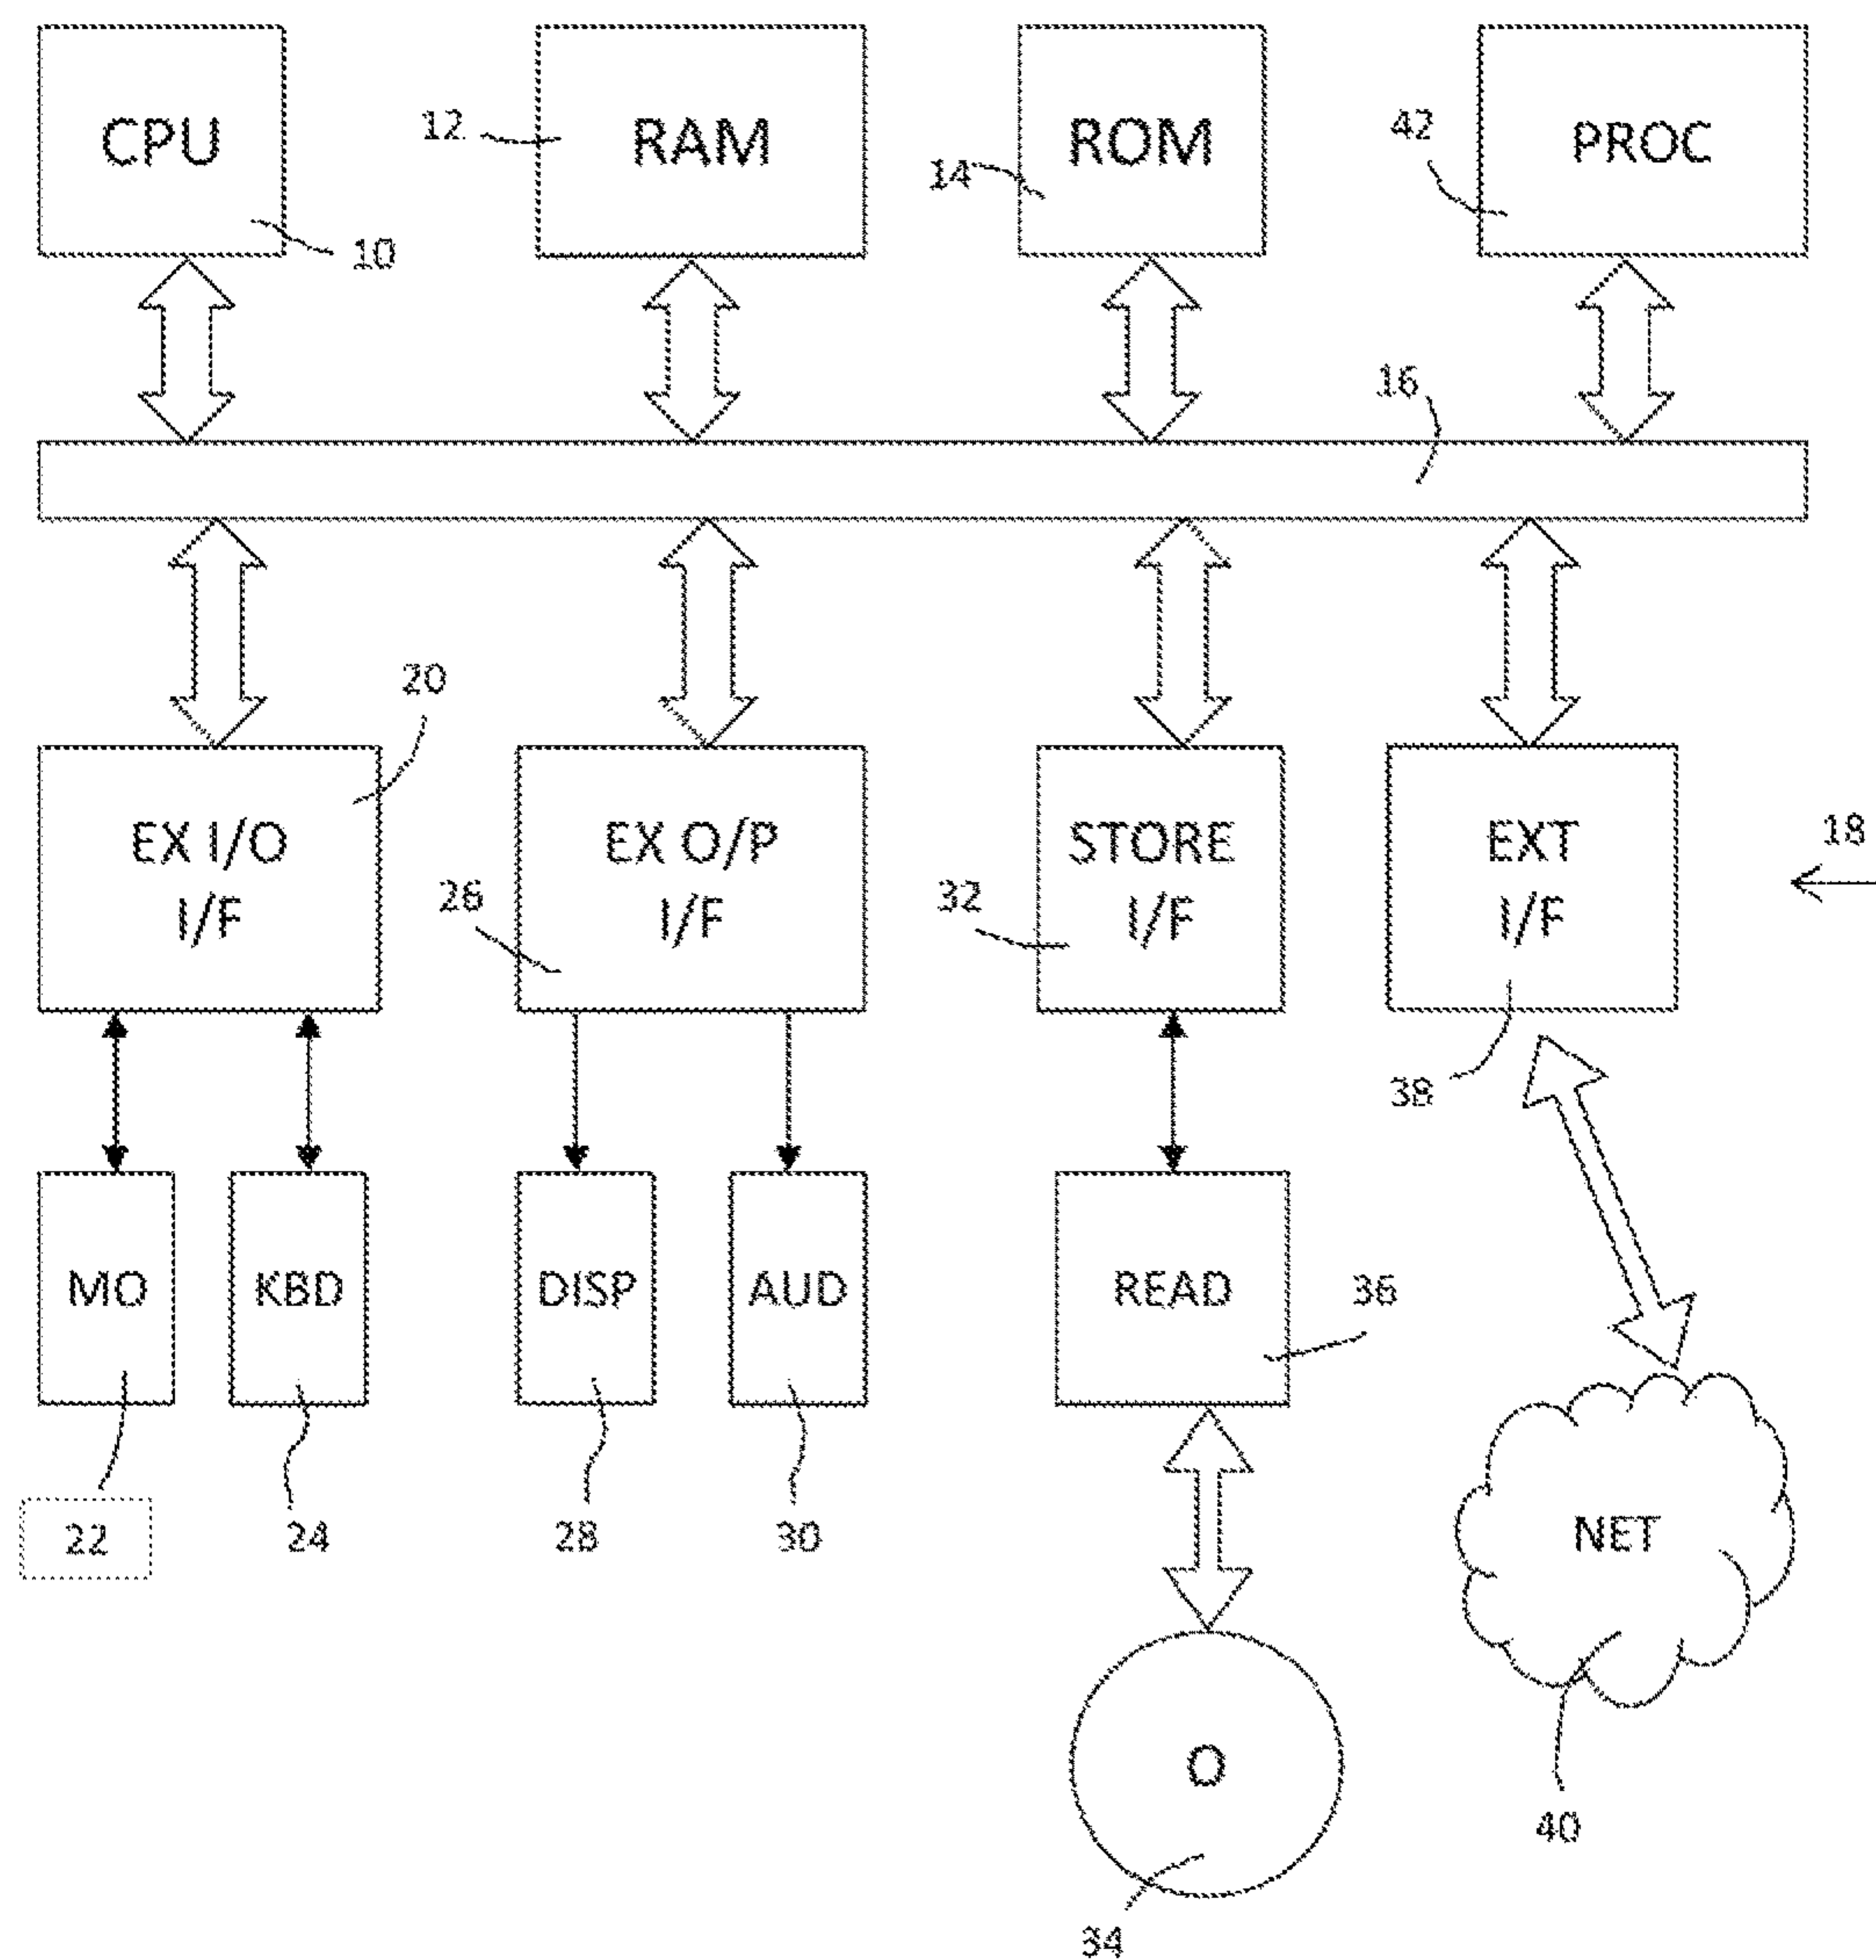 CPU
10
12
RAM
14
ROM
42
PROC
16
20
EX I/O
I/F
26
EX O/P
I/F
32
STORE
I/F
EXT
I/F
18
38
MO
KBD
DISP
AUD
READ
36
22
24
28
30
NET
O
40
34